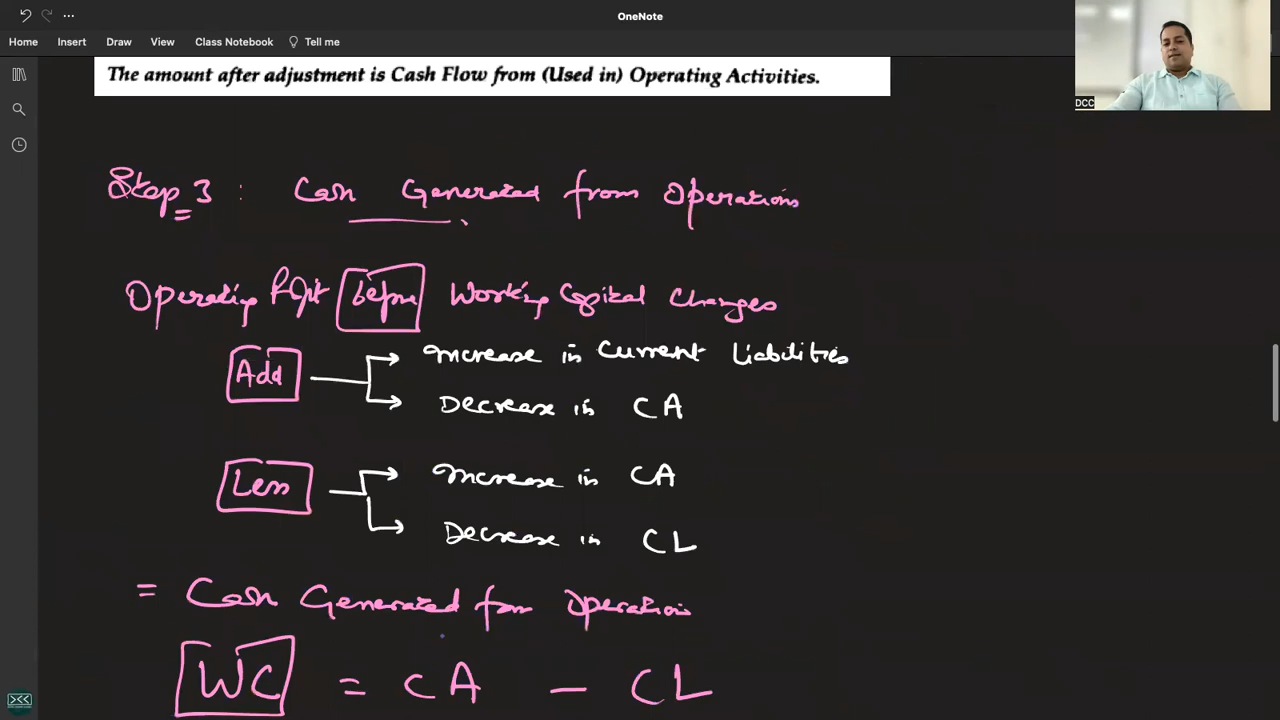 OneNote
Home Insert Draw View Class Notebook Tell me
The amount after adjustment is Cash Flow from (Used in) Operating Activities.
DCC
Step 3 : Cash Generated from Operations
Operating Profit before Working Capital Changes
Add
Increase in Current Liabilities
Decrease in CA
Less
Increase in CA
Decrease in CL
= Cash Generated from Operations
WC = CA - CL